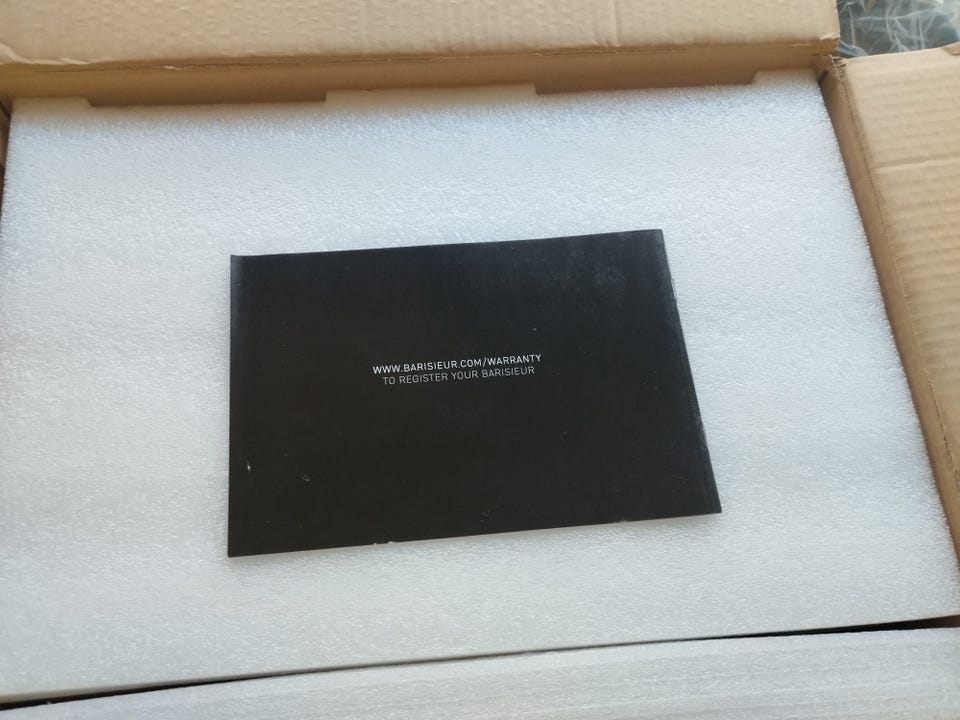 WWW.BARISIEUR.COM/WARRANTY
TO REGISTER YOUR BARISIEUR